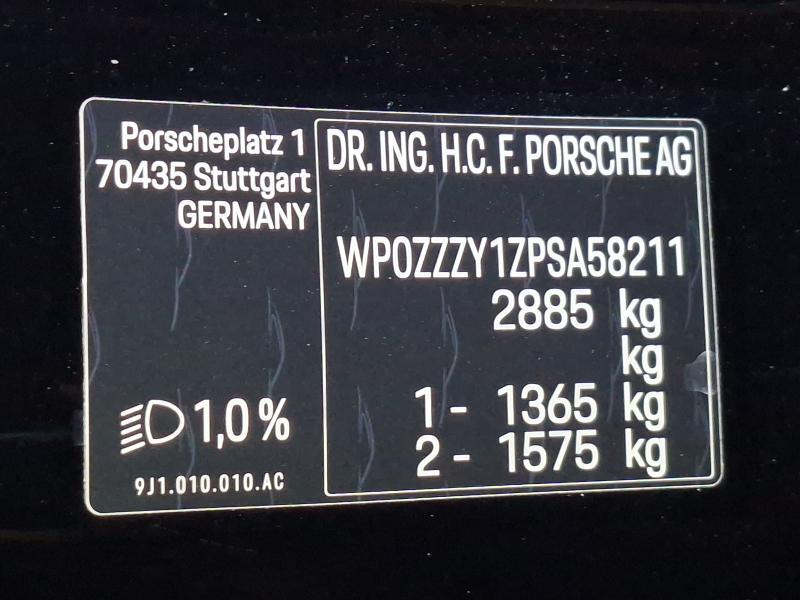 Porscheplatz 1
70435 Stuttgart
GERMANY
1,0 %
9J1.010.010.AC
DR. ING. H.C. F. PORSCHE AG
WP0ZZZY1ZPSA58211
2885 kg
kg
1 - 1365 kg
2 - 1575 kg